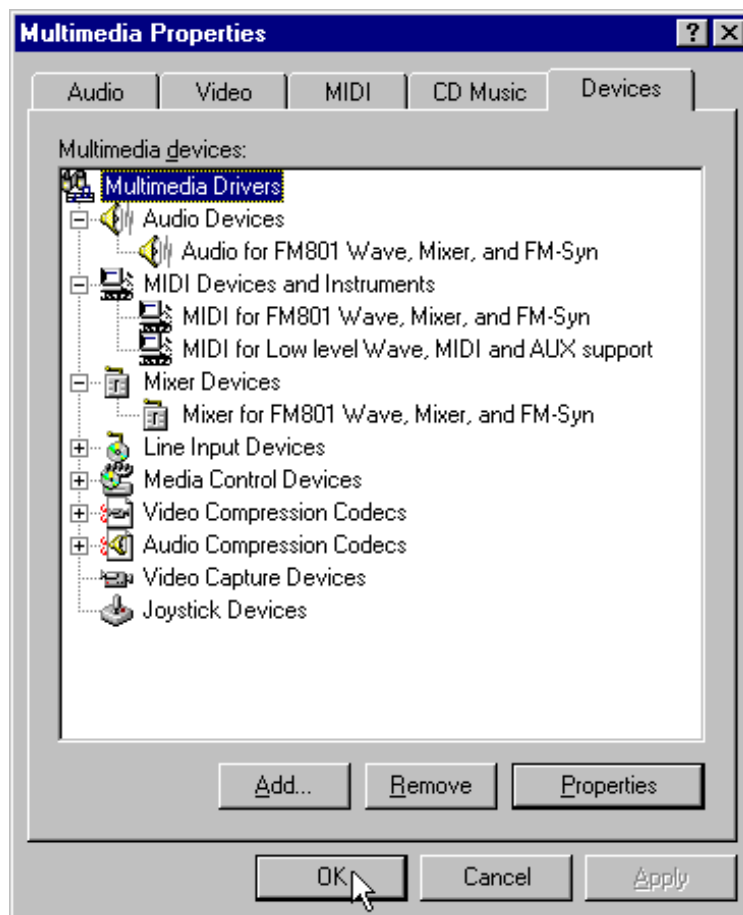 Multimedia Properties
Audio Video MIDI CD Music Devices
Multimedia devices:
Multimedia Drivers
Audio Devices
Audio for FM801 Wave, Mixer, and FM-Syn
MIDI Devices and Instruments
MIDI for FM801 Wave, Mixer, and FM-Syn
MIDI for Low level Wave, MIDI and AUX support
Mixer Devices
Mixer for FM801 Wave, Mixer, and FM-Syn
Line Input Devices
Media Control Devices
Video Compression Codecs
Audio Compression Codecs
Video Capture Devices
Joystick Devices
Add... Remove Properties
OK Cancel Apply